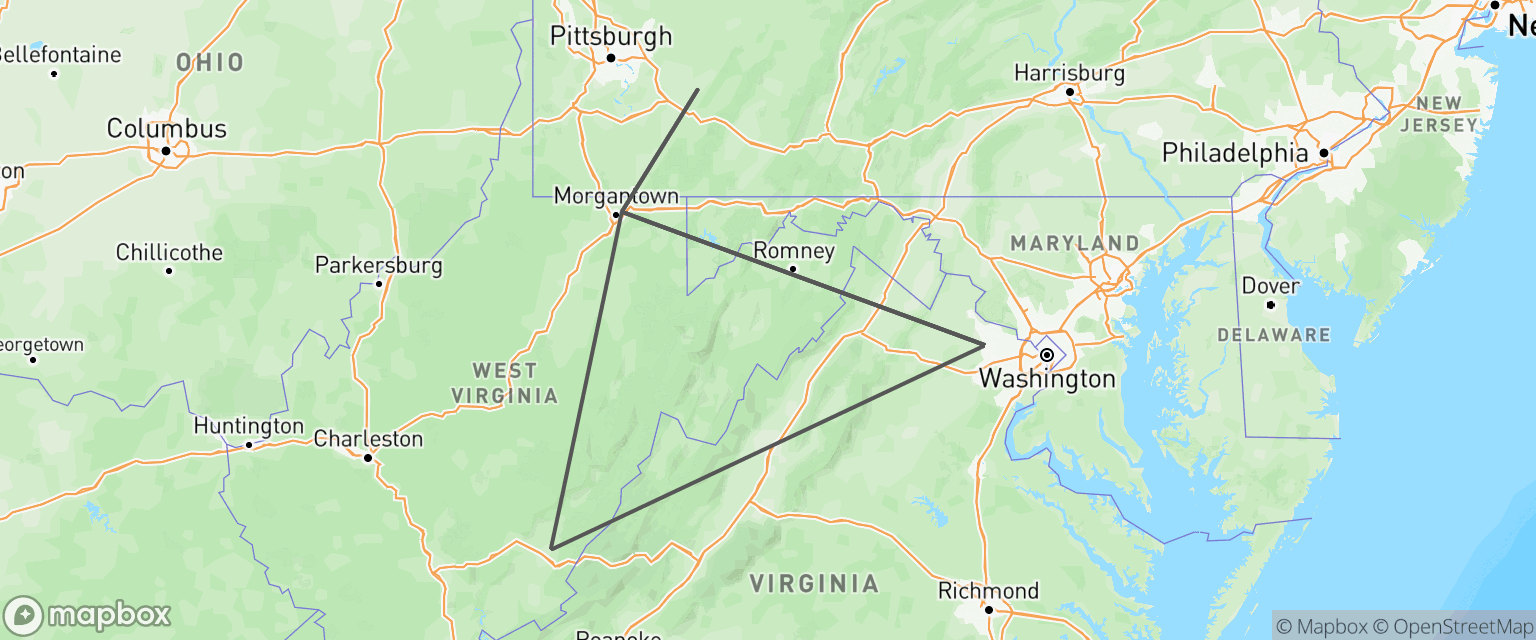 Pittsburgh
Bellefontaine
OHIO
Columbus
Harrisburg
Ne
NEW
JERSEY
Philadelphia
on
Morgantown
Chillicothe
Parkersburg
Romney
MARYLAND
Dover
DELAWARE
eorgetown
WEST
VIRGINIA
Washington
Huntington
Charleston
VIRGINIA
Richmond
Roanoke
mapbox
© Mapbox © OpenStreetMap